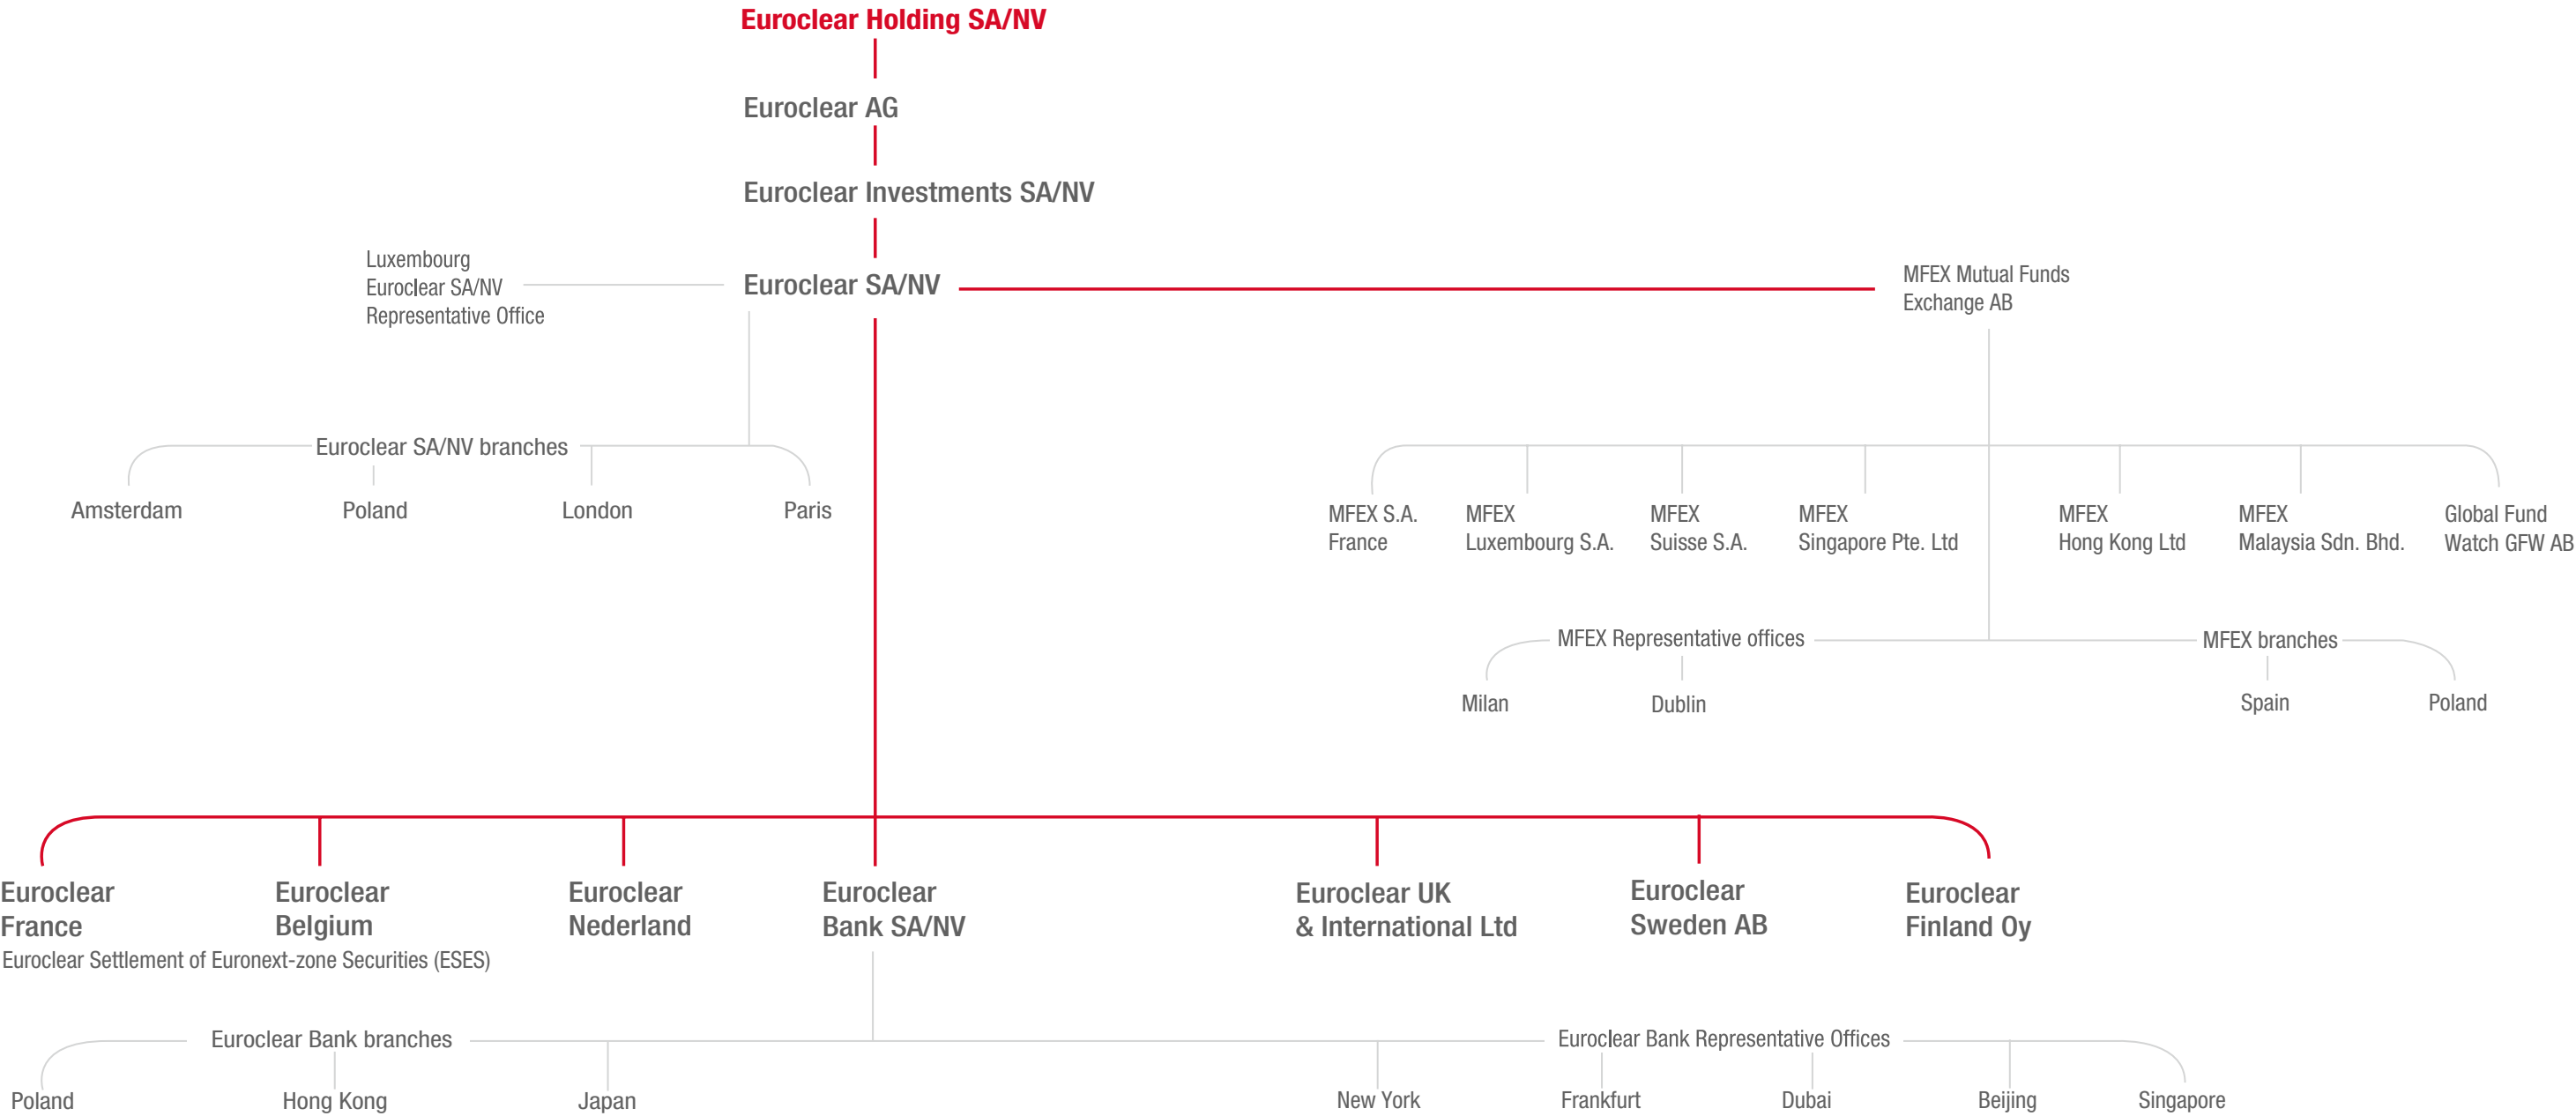 Euroclear Holding SA/NV
Euroclear AG
Euroclear Investments SA/NV
Luxembourg
Euroclear SA/NV
Representative Office
Euroclear SA/NV
MFEX Mutual Funds
Exchange AB
Euroclear SA/NV branches
Amsterdam
Poland
London
Paris
MFEX S.A.
France
MFEX
Luxembourg S.A.
MFEX
Suisse S.A.
MFEX
Singapore Pte. Ltd
MFEX
Hong Kong Ltd
MFEX
Malaysia Sdn. Bhd.
Global Fund
Watch GFW AB
MFEX Representative offices
MFEX branches
Milan
Dublin
Spain
Poland
Euroclear
France
Euroclear
Belgium
Euroclear
Nederland
Euroclear
Bank SA/NV
Euroclear UK
& International Ltd
Euroclear
Sweden AB
Euroclear
Finland Oy
Euroclear Settlement of Euronext-zone Securities (ESES)
Euroclear Bank branches
Euroclear Bank Representative Offices
Poland
Hong Kong
Japan
New York
Frankfurt
Dubai
Beijing
Singapore